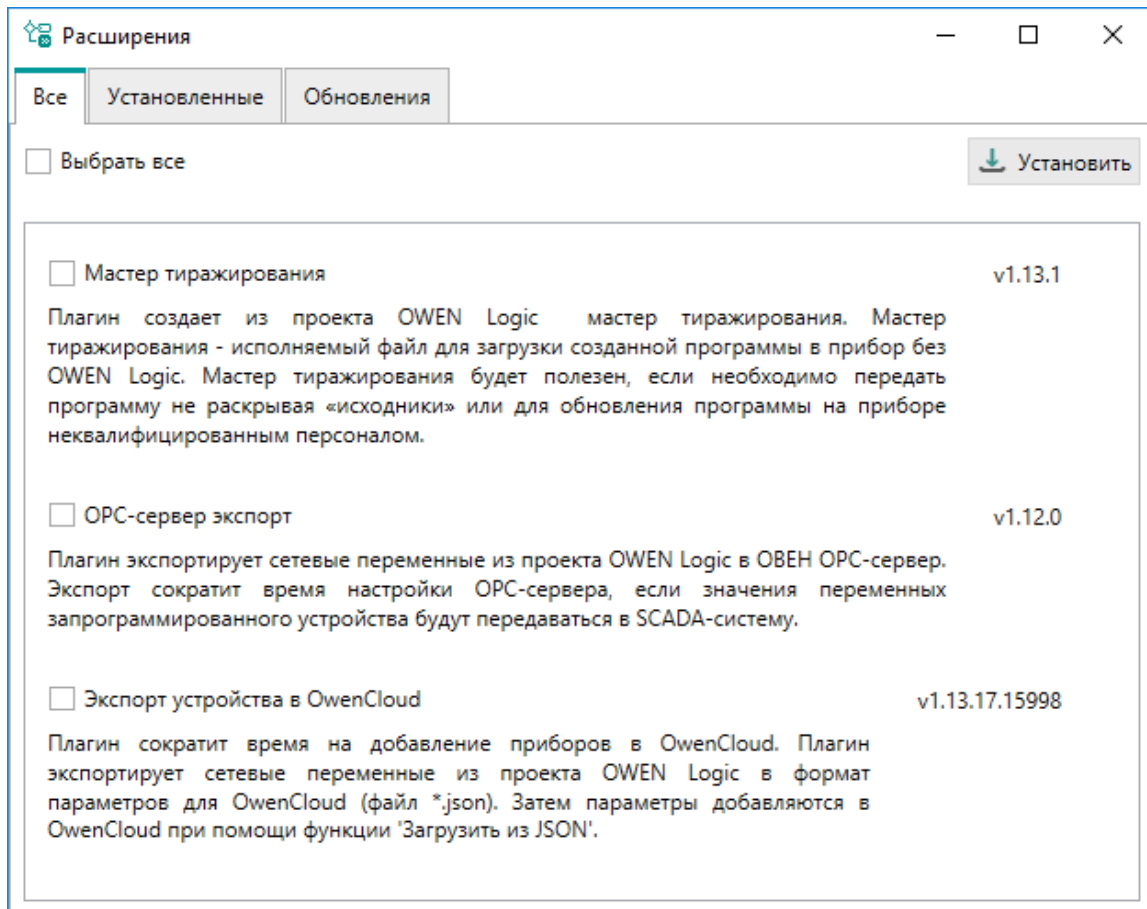 Расширения
Все Установленные Обновления
Выбрать все Установить
Мастер тиражирования v1.13.1
Плагин создает из проекта OWEN Logic мастер тиражирования. Мастер
тиражирования - исполняемый файл для загрузки созданной программы в прибор без
OWEN Logic. Мастер тиражирования будет полезен, если необходимо передать
программу не раскрывая «исходники» или для обновления программы на приборе
неквалифицированным персоналом.
OPC-сервер экспорт v1.12.0
Плагин экспортирует сетевые переменные из проекта OWEN Logic в ОВЕН OPC-сервер.
Экспорт сократит время настройки OPC-сервера, если значения переменных
запрограммированного устройства будут передаваться в SCADA-систему.
Экспорт устройства в OwenCloud v1.13.17.15998
Плагин сократит время на добавление приборов в OwenCloud. Плагин
экспортирует сетевые переменные из проекта OWEN Logic в формат
параметров для OwenCloud (файл *.json). Затем параметры добавляются в
OwenCloud при помощи функции 'Загрузить из JSON'.